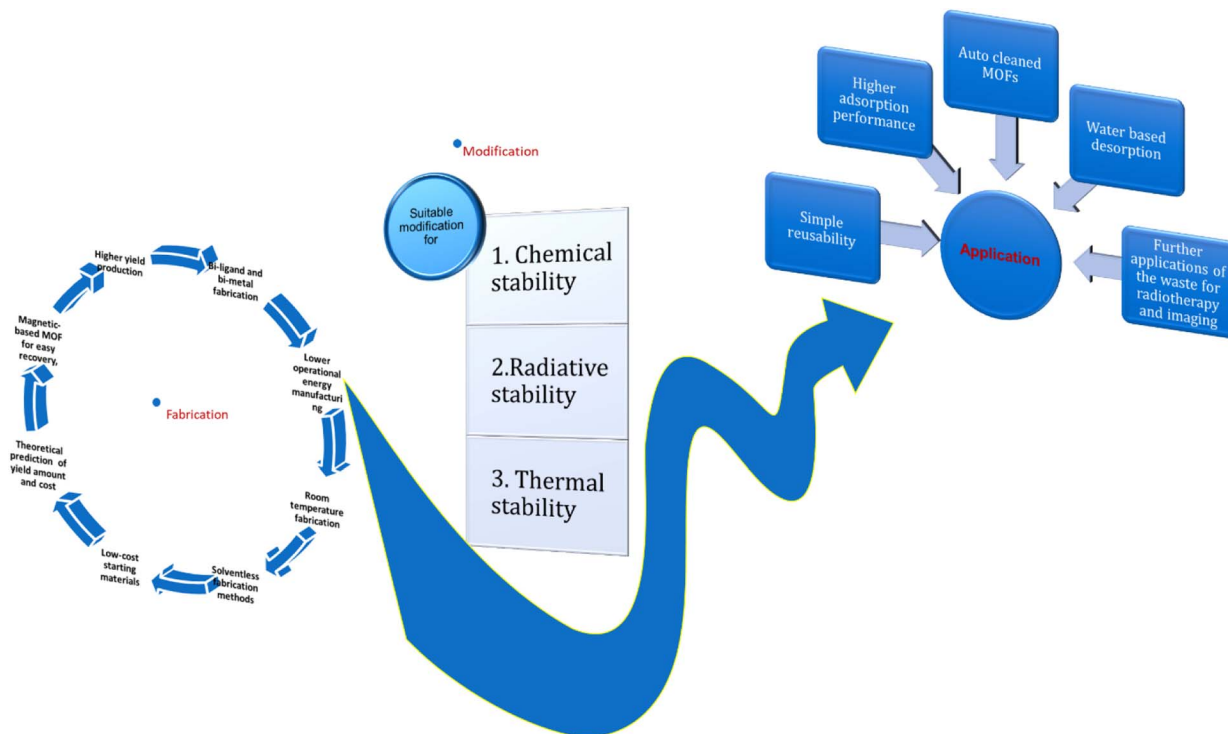 Higher yield
production
Bi-ligand and
bi-metal
fabrication
Lower
operational
energy
manufacturi
ng
Room
temperature
fabrication
Solventless
fabrication
methods
Low-cost
starting
materials
Theoretical
prediction of
yield amount
and cost
Magnetic-
based MOF
for easy
recovery,
Fabrication
Modification
Suitable
modification
for
1. Chemical
stability
2.Radiative
stability
3. Thermal
stability
Simple
reusability
Higher
adsorption
performance
Auto cleaned
MOFs
Water based
desorption
Further
applications of
the waste for
radiotherapy
and imaging
Application